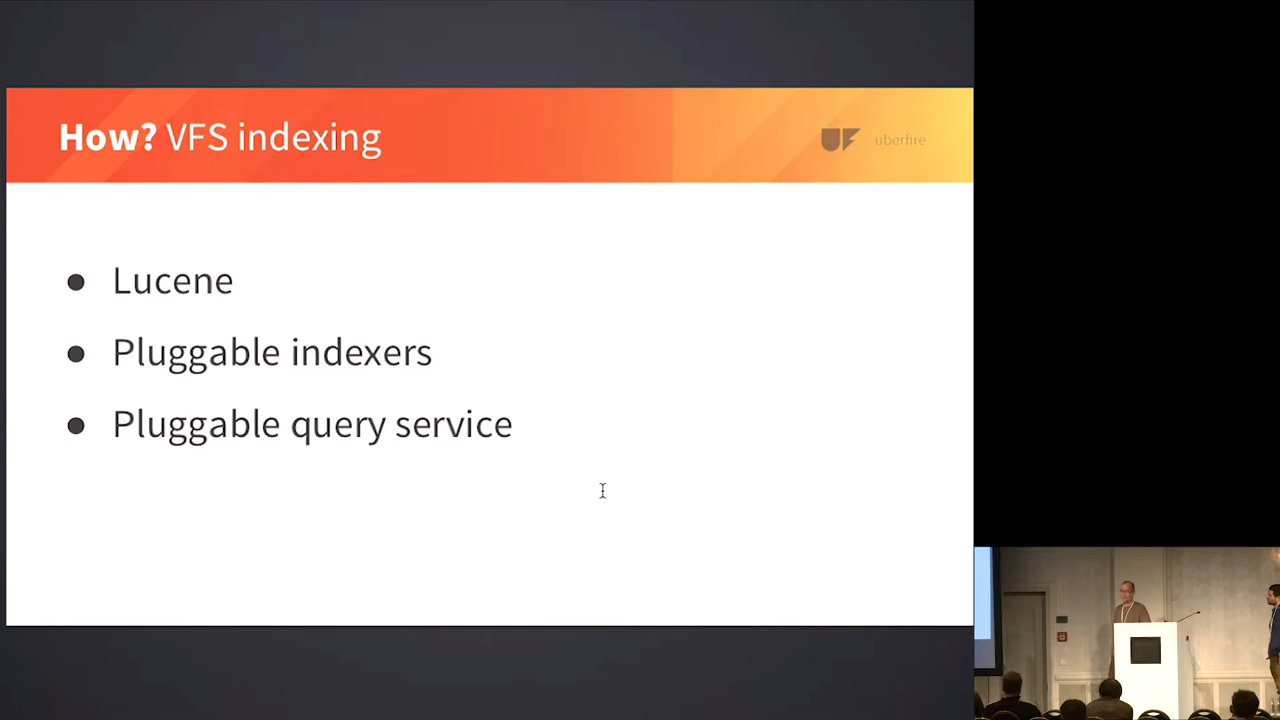 How? VFS indexing
uberfire
Lucene
Pluggable indexers
Pluggable query service